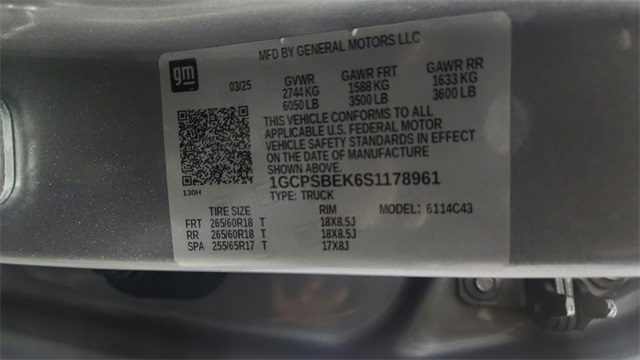 MFD BY GENERAL MOTORS LLC
gm
03/25
GVWR GAWR FRT GAWR RR
2744 KG 1588 KG 1633 KG
6050 LB 3500 LB 3600 LB
THIS VEHICLE CONFORMS TO ALL
APPLICABLE U.S. FEDERAL MOTOR
VEHICLE SAFETY STANDARDS IN EFFECT
ON THE DATE OF MANUFACTURE
SHOWN ABOVE.
1GCPSBEK6S1178961
130H
TYPE: TRUCK
TIRE SIZE RIM MODEL: 6114C43
FRT 265/60R18 T 18X8.5J
RR 265/60R18 T 18X8.5J
SPA 255/65R17 T 17X8J